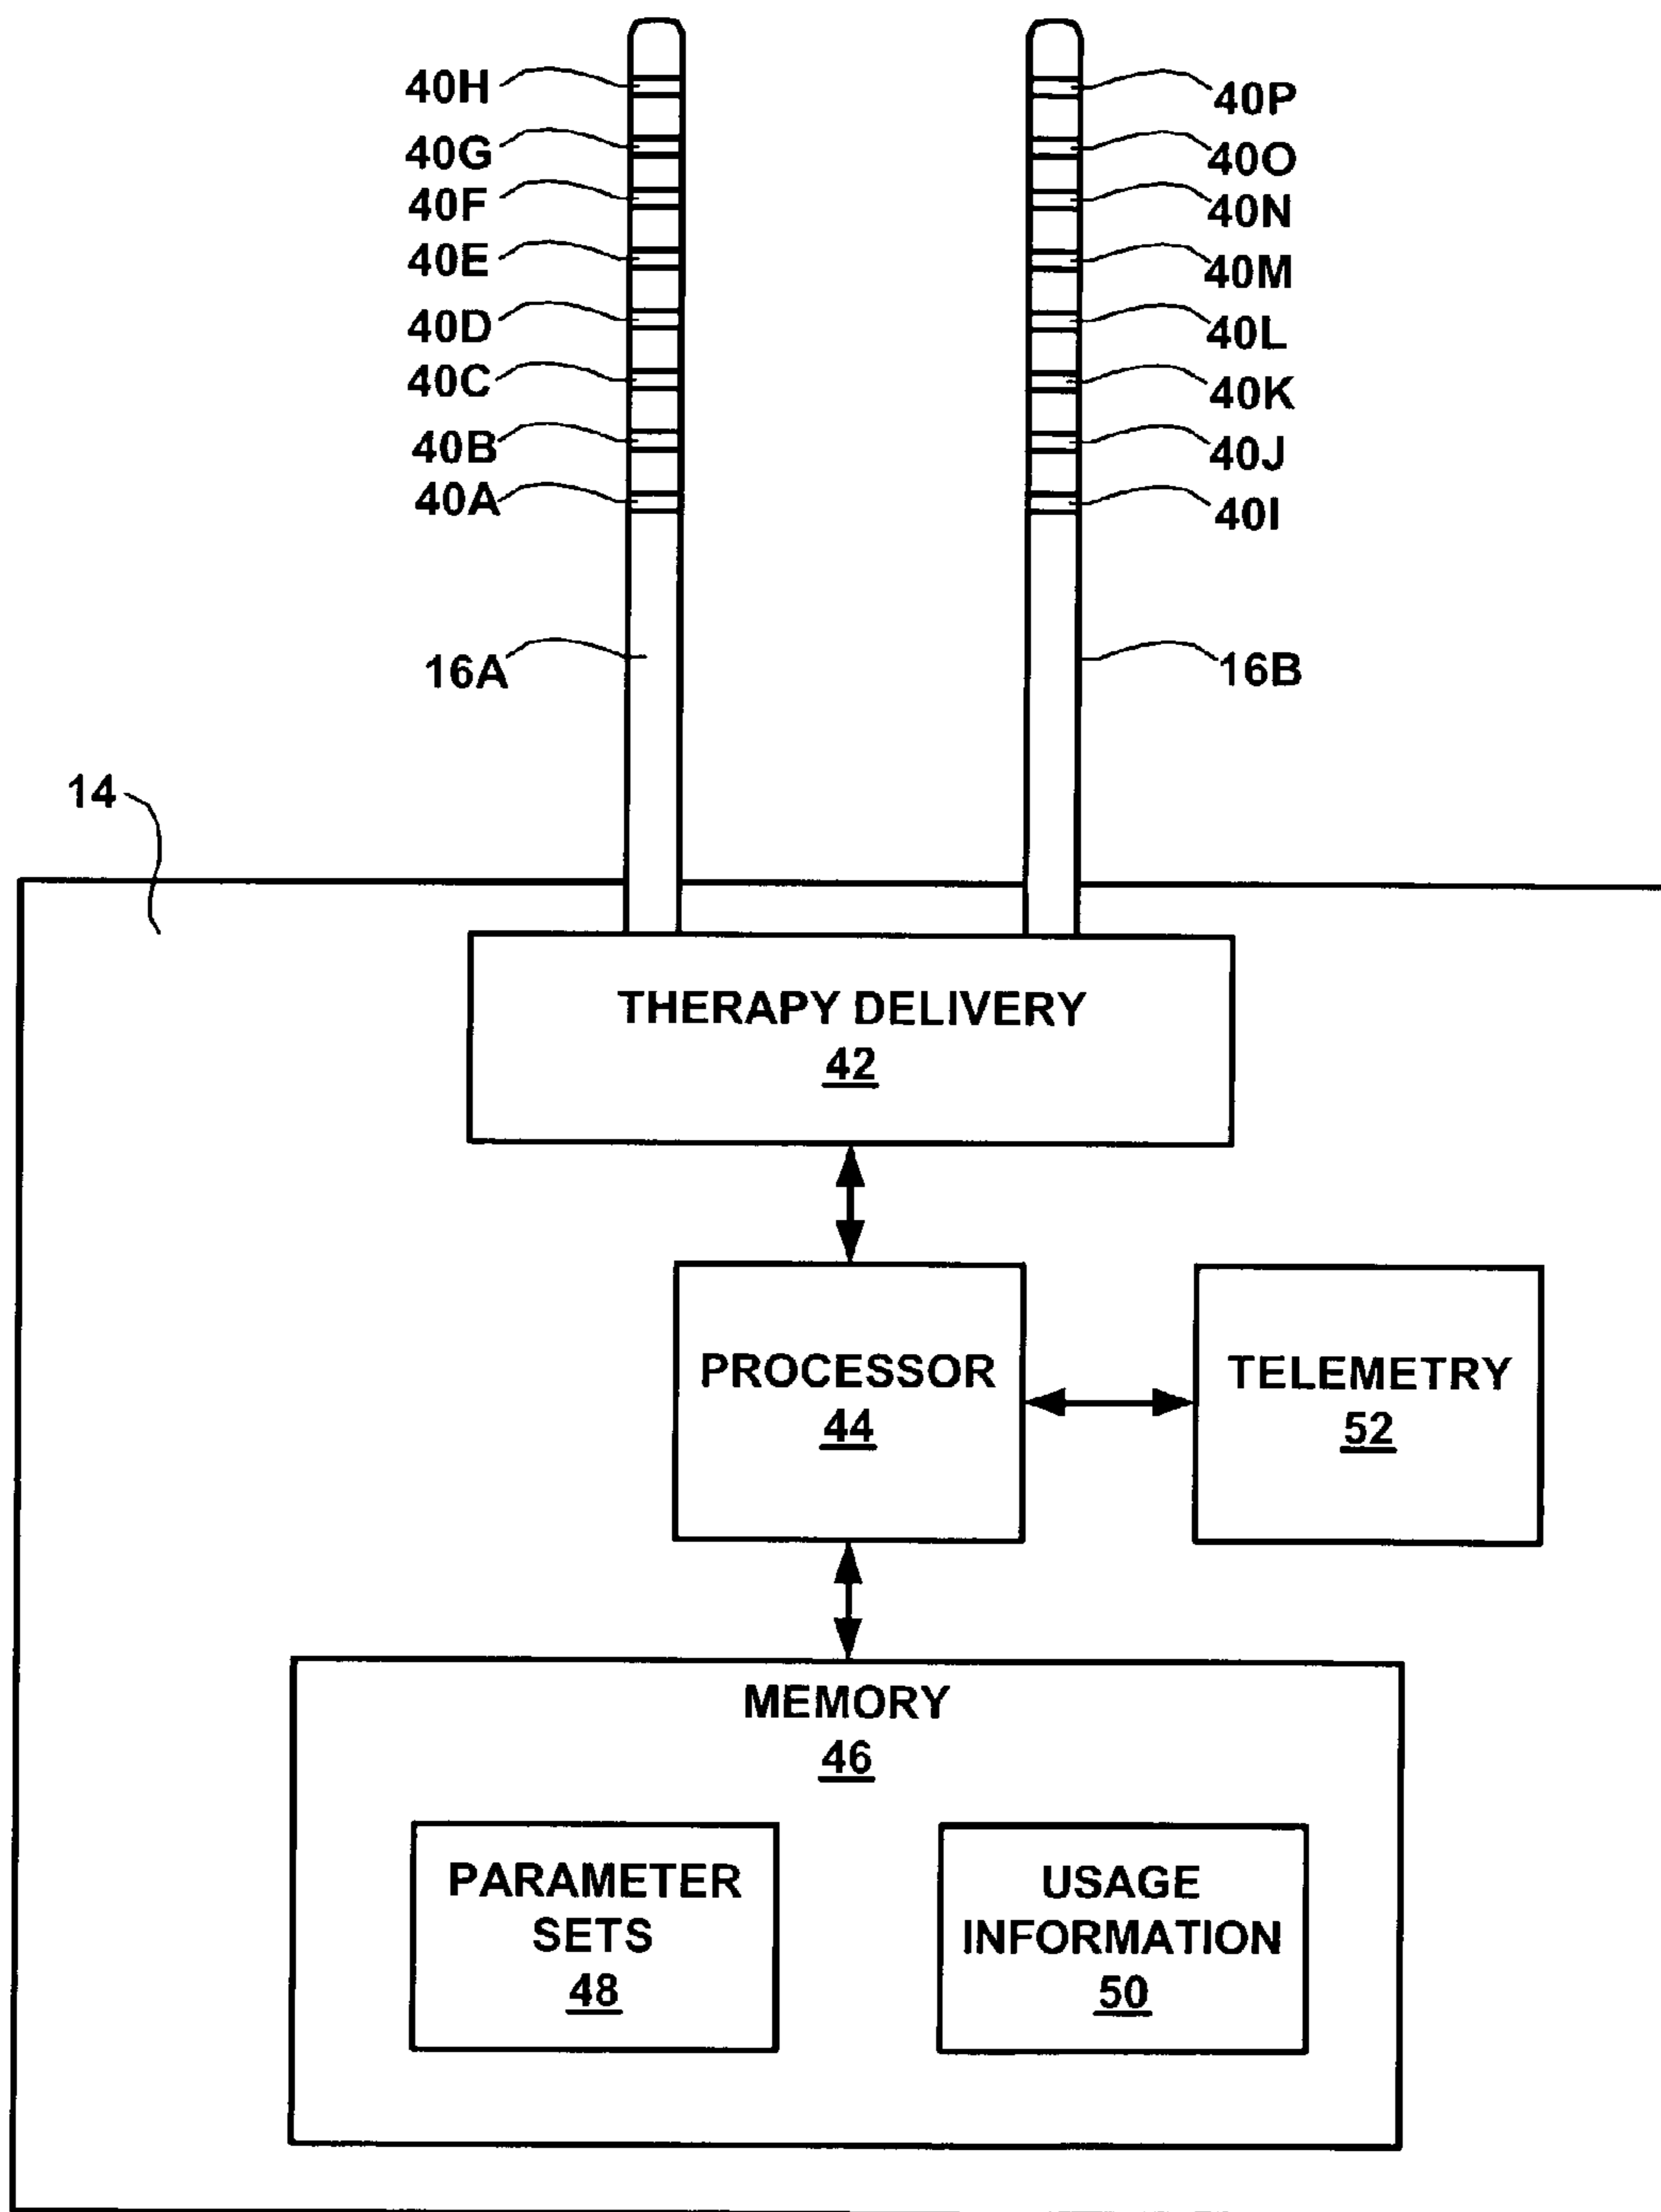 40H
40G
40F
40E
40D
40C
40B
40A
16A
40P
40O
40N
40M
40L
40K
40J
40I
16B
14
THERAPY DELIVERY
42
PROCESSOR
44
TELEMETRY
52
MEMORY
46
PARAMETER
SETS
48
USAGE
INFORMATION
50